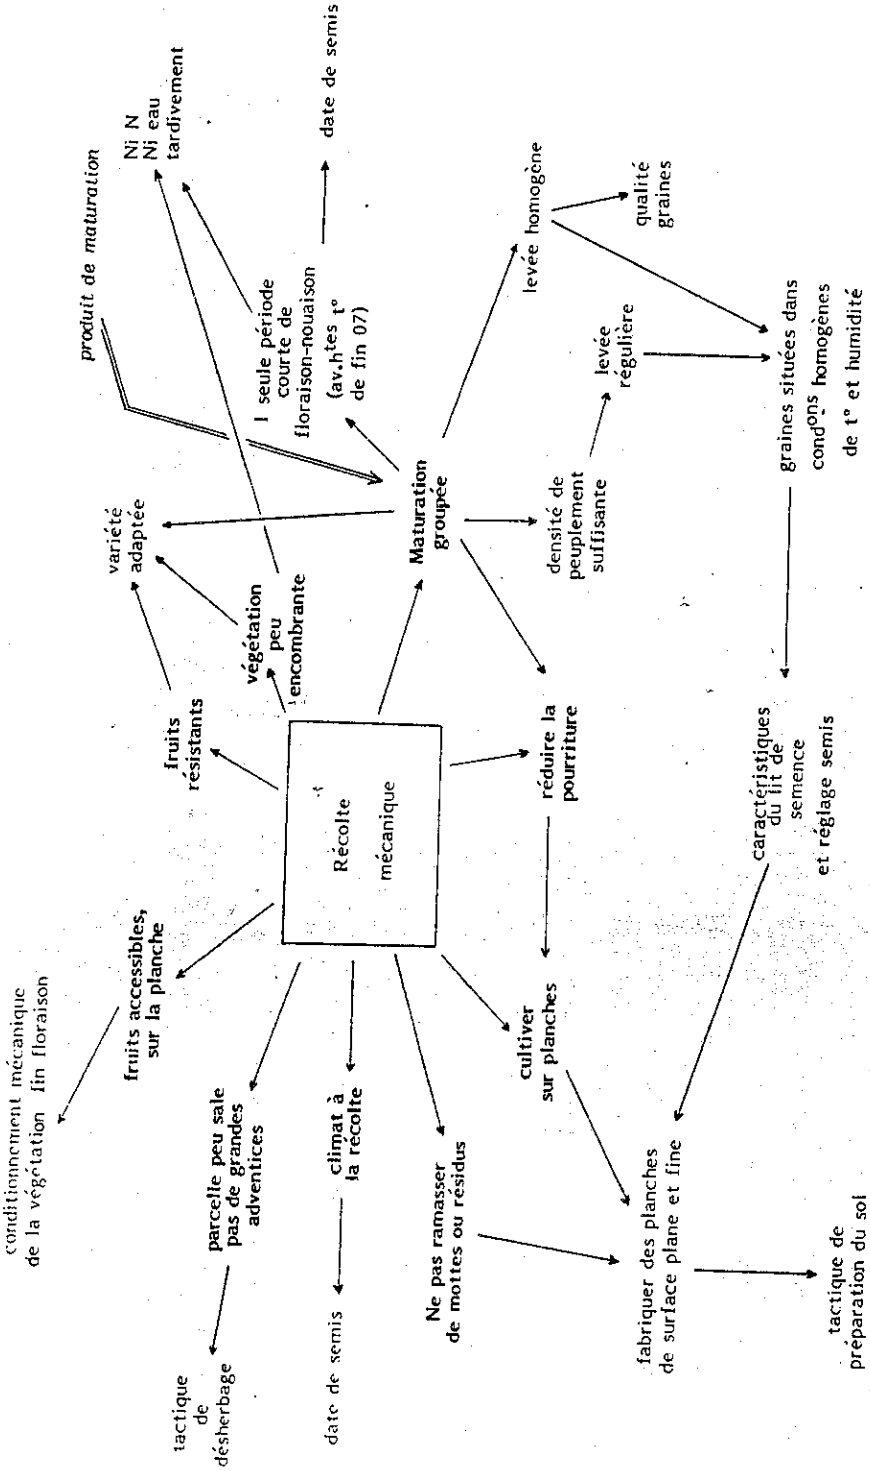 conditionnement mécanique
de la végétation fin floraison
fruits accessibles,
sur la planche
tactique
de
désherbage
parcelle peu sale
pas de grandes
adventices
date de semis
climat à
la récolte
Ne pas ramasser
de mottes ou résidus
cultiver
sur planches
fabriquer des planches
de surface plane et fine
tactique de
préparation du sol
Récolte
mécanique
fruits
résistants
végétation
peu
encombrante
variété
adaptée
produit de maturation
Ni N
Ni eau
tardivement
1 seule période
courte de
floraison-nouaison
(av.htes t°
de fin 07)
date de semis
Maturation
groupée
réduire la
pourriture
densité de
peuplement
suffisante
levée
régulière
levée homogène
qualité
graines
graines situées dans
condons homogènes
de t° et humidité
caractéristiques
du lit de
semence
et réglage semis